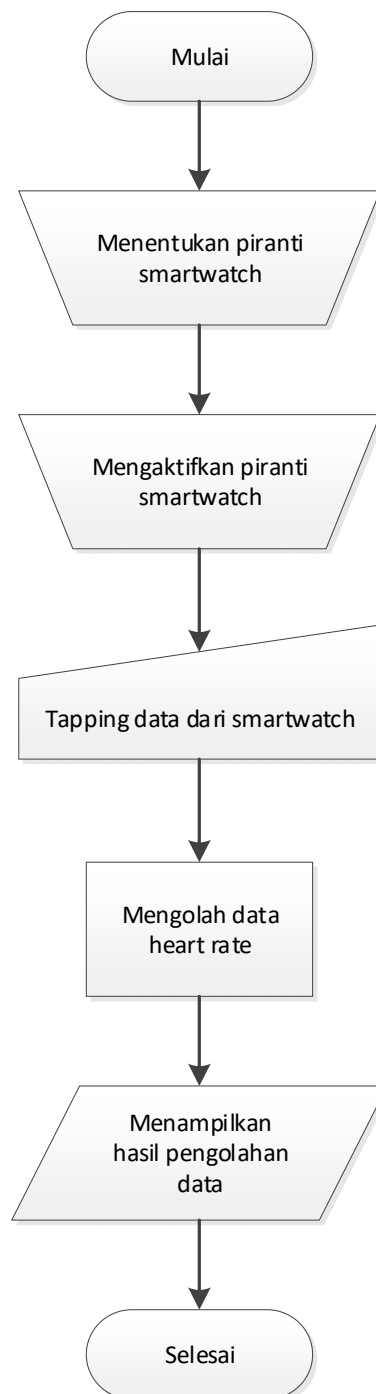 Mulai
Menentukan piranti
smartwatch
Mengaktifkan piranti
smartwatch
Tapping data dari smartwatch
Mengolah data
heart rate
Menampilkan
hasil pengolahan
data
Selesai